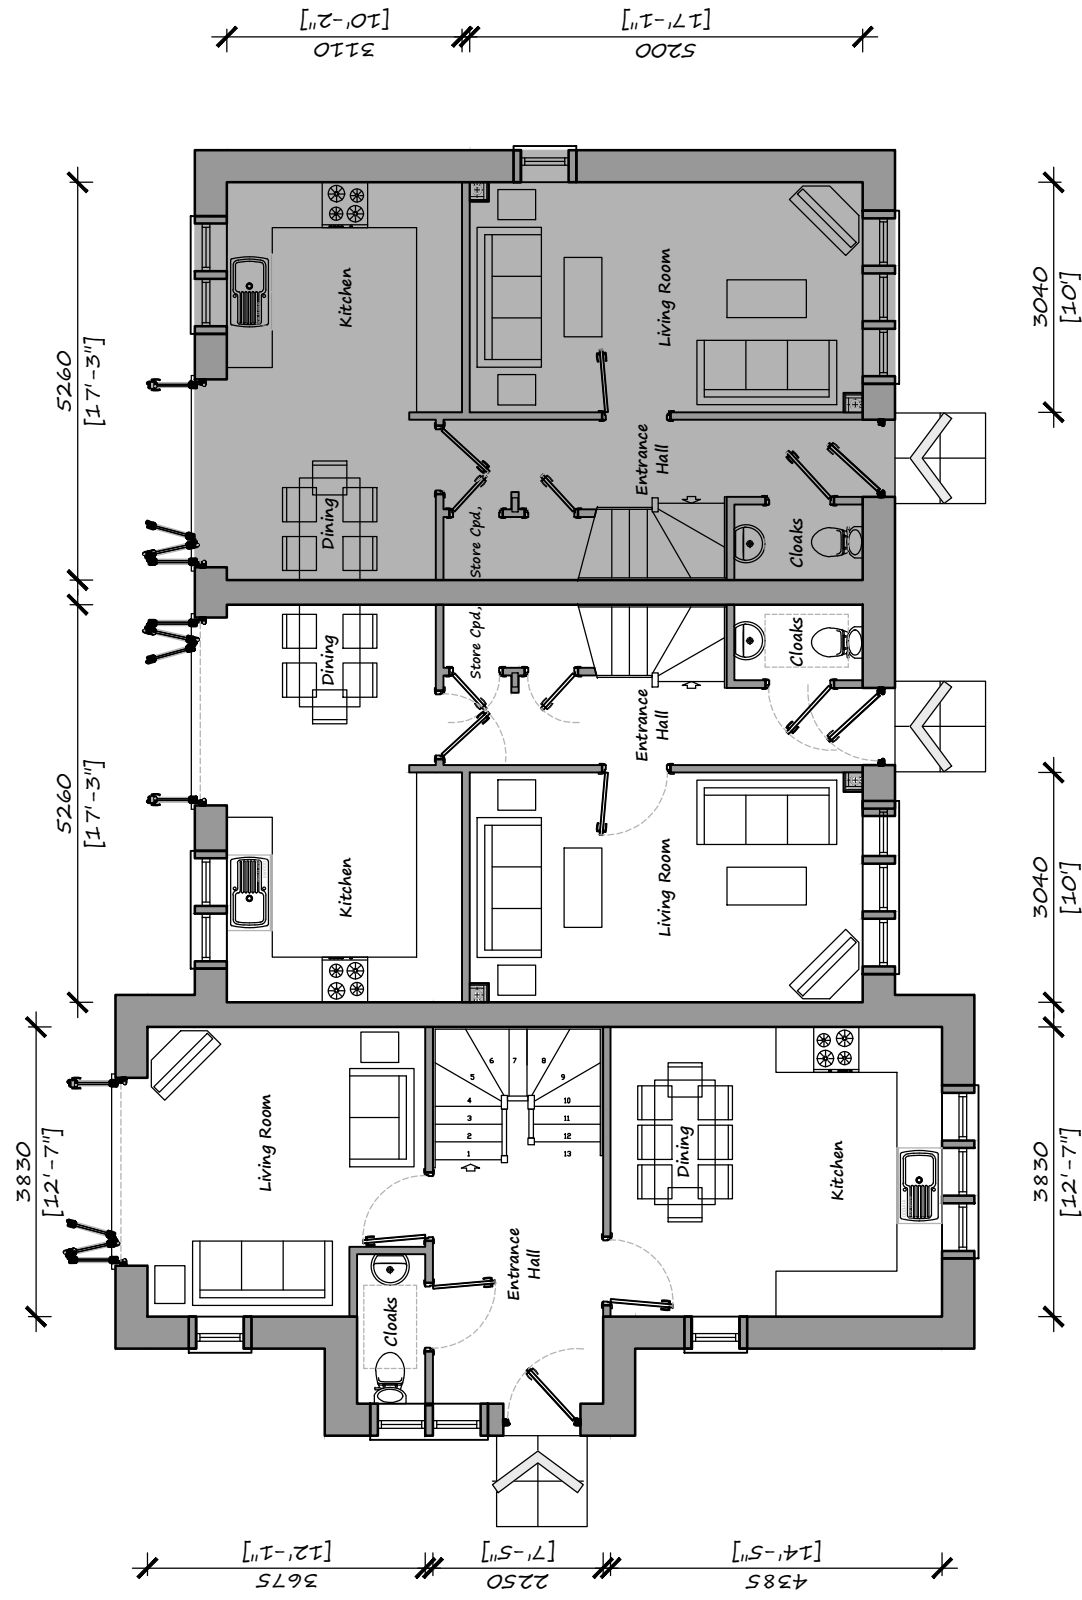 [10'-2"]
3110
[17'-1"]
5200
5260
[17'-3"]
3040
[10']
Kitchen
Living Room
Dining
Store Cpd,
Entrance
Hall
Cloaks
Dining
Store Cpd,
Entrance
Hall
Cloaks
5260
[17'-3"]
3040
[10']
Kitchen
Living Room
3830
[12'-7"]
3830
[12'-7"]
Living Room
1
2
3
4
5
6
7
8
9
10
11
12
13
Dining
Kitchen
Entrance
Hall
Cloaks
[12'-1"]
3675
[7'-5"]
2250
[14'-5"]
4385